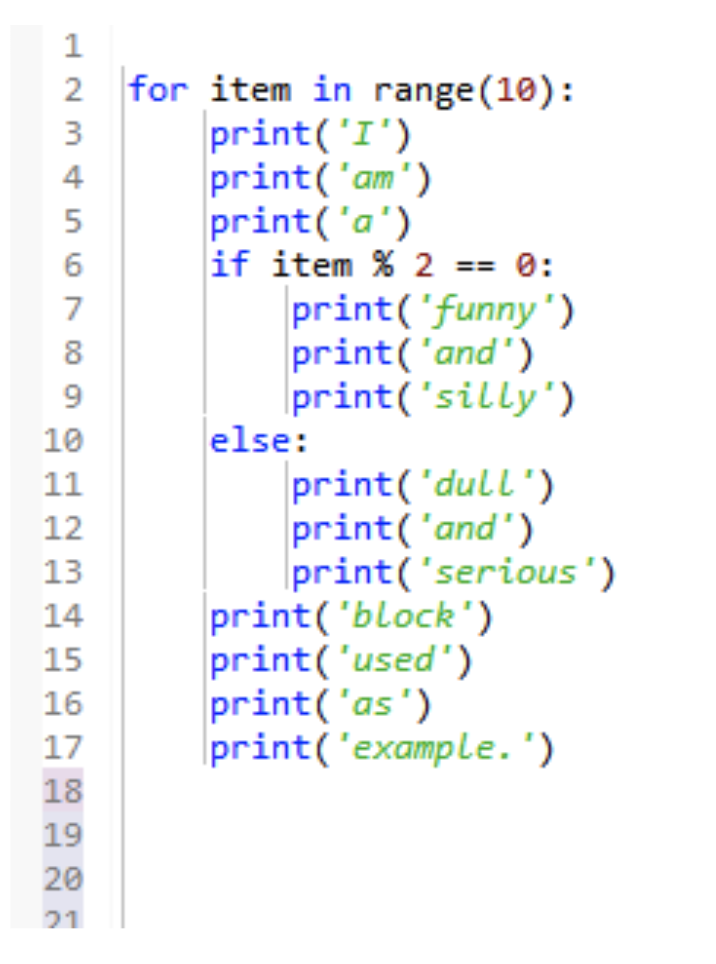 1
2 for item in range(10):
3     print('I')
4     print('am')
5     print('a')
6     if item % 2 == 0:
7         print('funny')
8         print('and')
9         print('silly')
10     else:
11         print('dull')
12         print('and')
13         print('serious')
14     print('block')
15     print('used')
16     print('as')
17     print('example.')
18
19
20
21